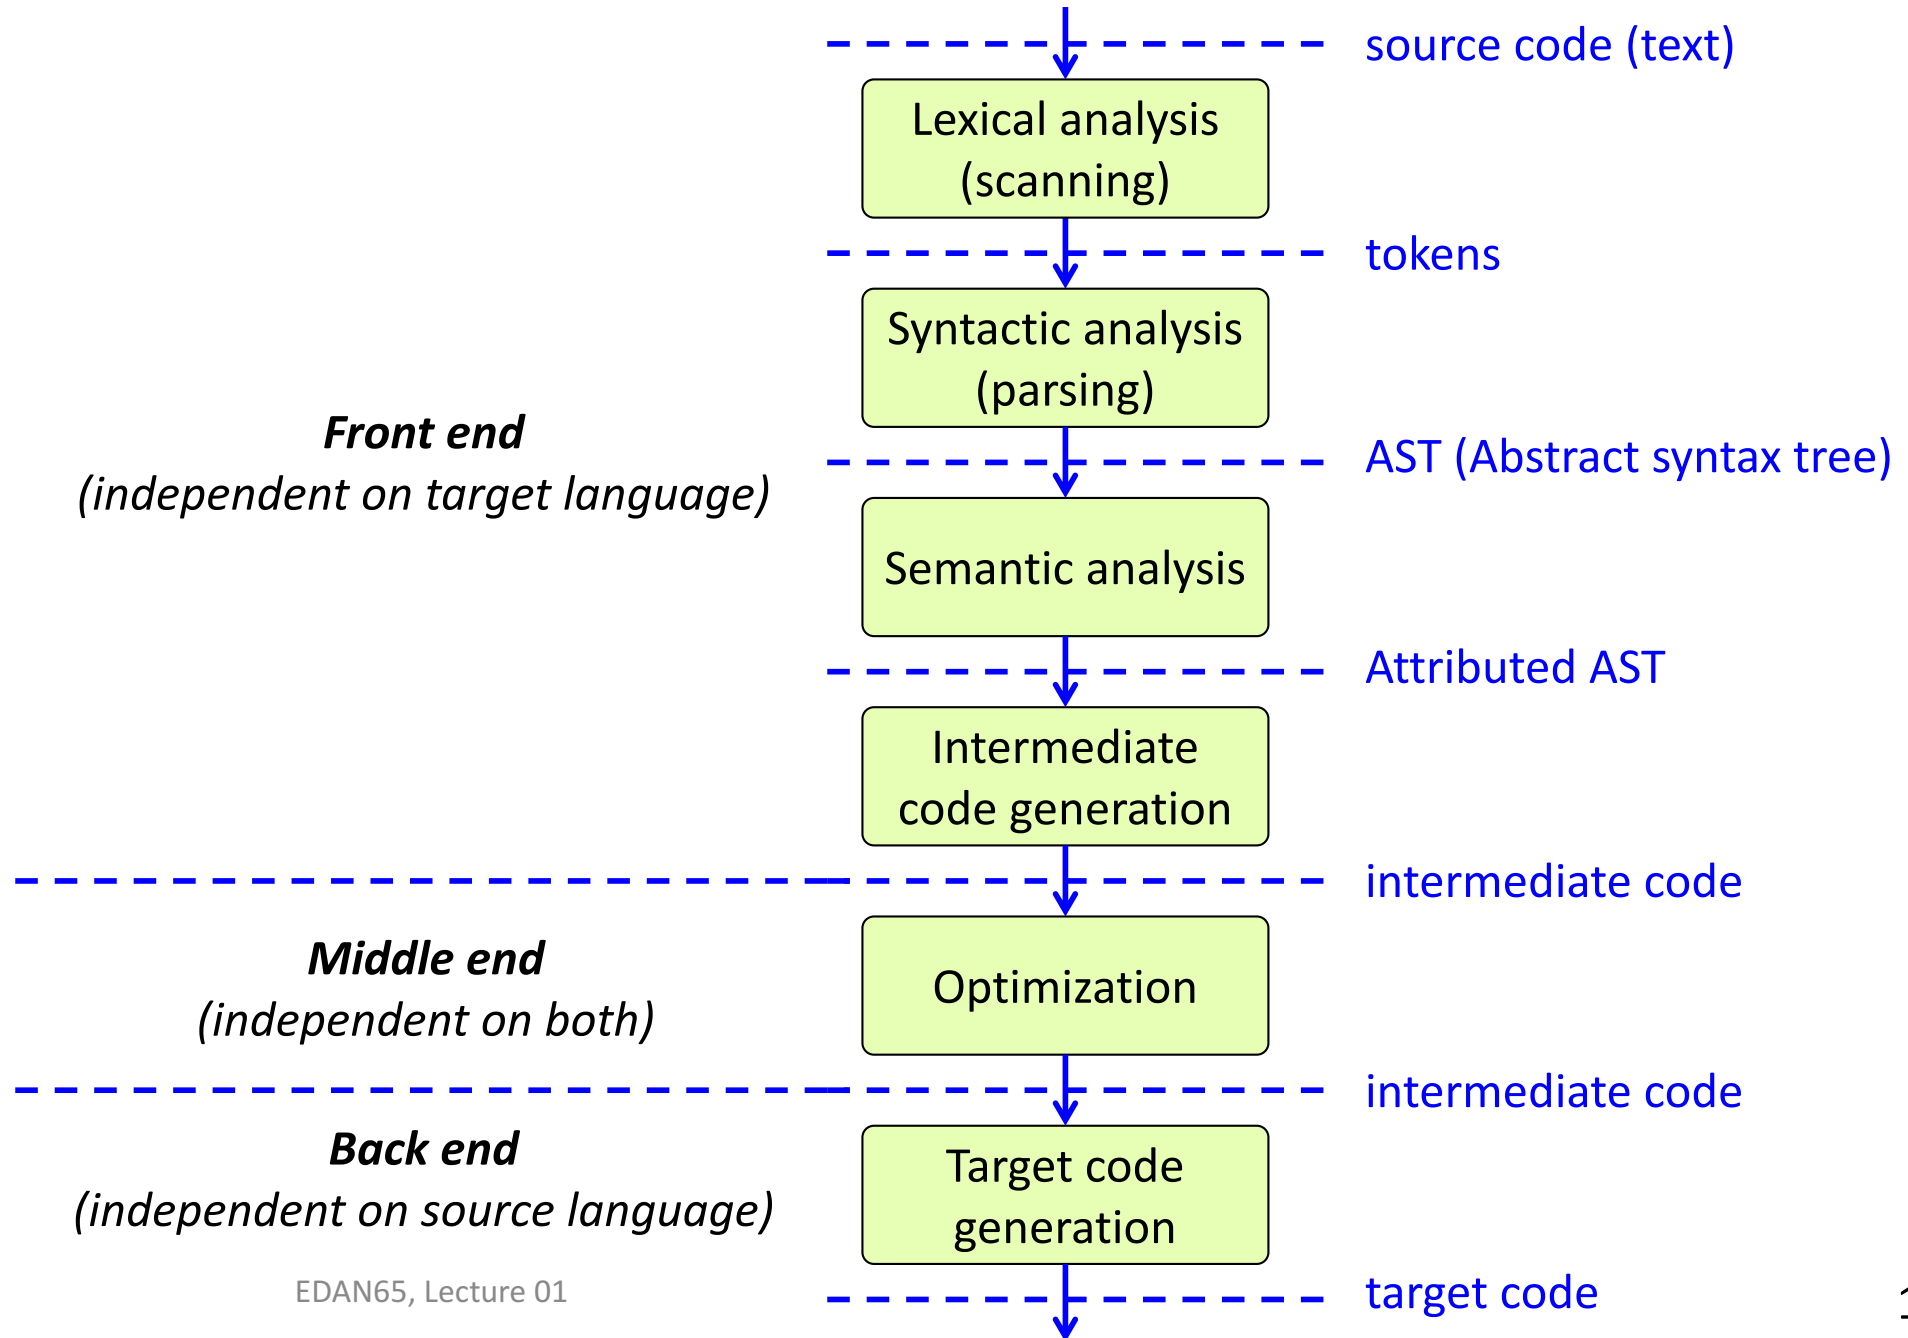 source code (text)
Lexical analysis
(scanning)
tokens
Syntactic analysis
(parsing)
Front end
(independent on target language)
AST (Abstract syntax tree)
Semantic analysis
Attributed AST
Intermediate
code generation
intermediate code
Middle end
(independent on both)
Optimization
intermediate code
Back end
(independent on source language)
Target code
generation
EDAN65, Lecture 01
target code